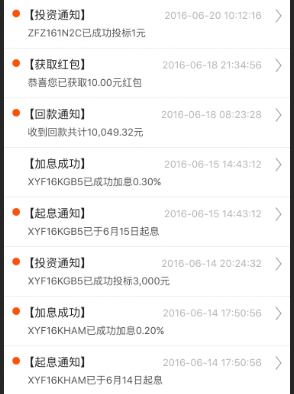 【投资通知】 2016-06-20 10:12:16
ZFZ161N2C已成功投标1元
【获取红包】 2016-06-18 21:34:56
恭喜您已获取10.00元红包
【回款通知】 2016-06-18 08:23:28
收到回款共计10,049.32元
【加息成功】 2016-06-15 14:43:12
XYF16KGB5已成功加息0.30%
【起息通知】 2016-06-15 14:43:12
XYF16KGB5已于6月15日起息
【投资通知】 2016-06-14 20:24:32
XYF16KGB5已成功投标3,000元
【加息成功】 2016-06-14 17:50:56
XYF16KHAM已成功加息0.20%
【起息通知】 2016-06-14 17:50:56
XYF16KHAM已于6月14日起息